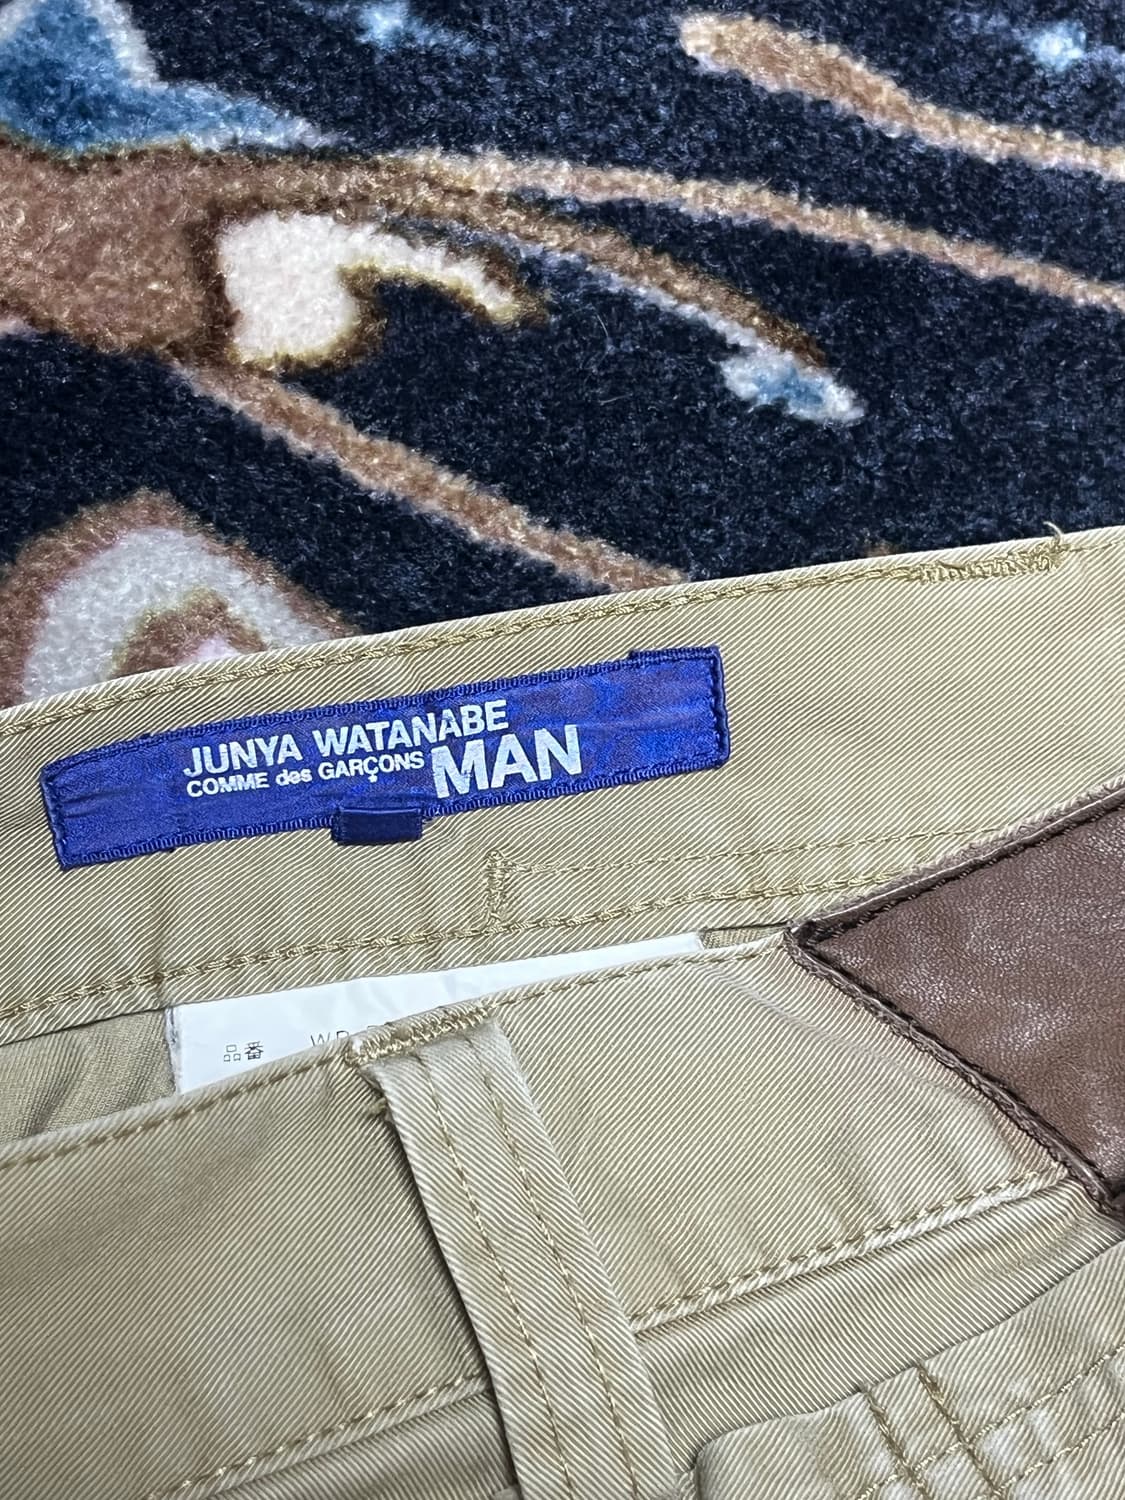 JUNYA WATANABE
COMME des GARÇONS MAN
品番